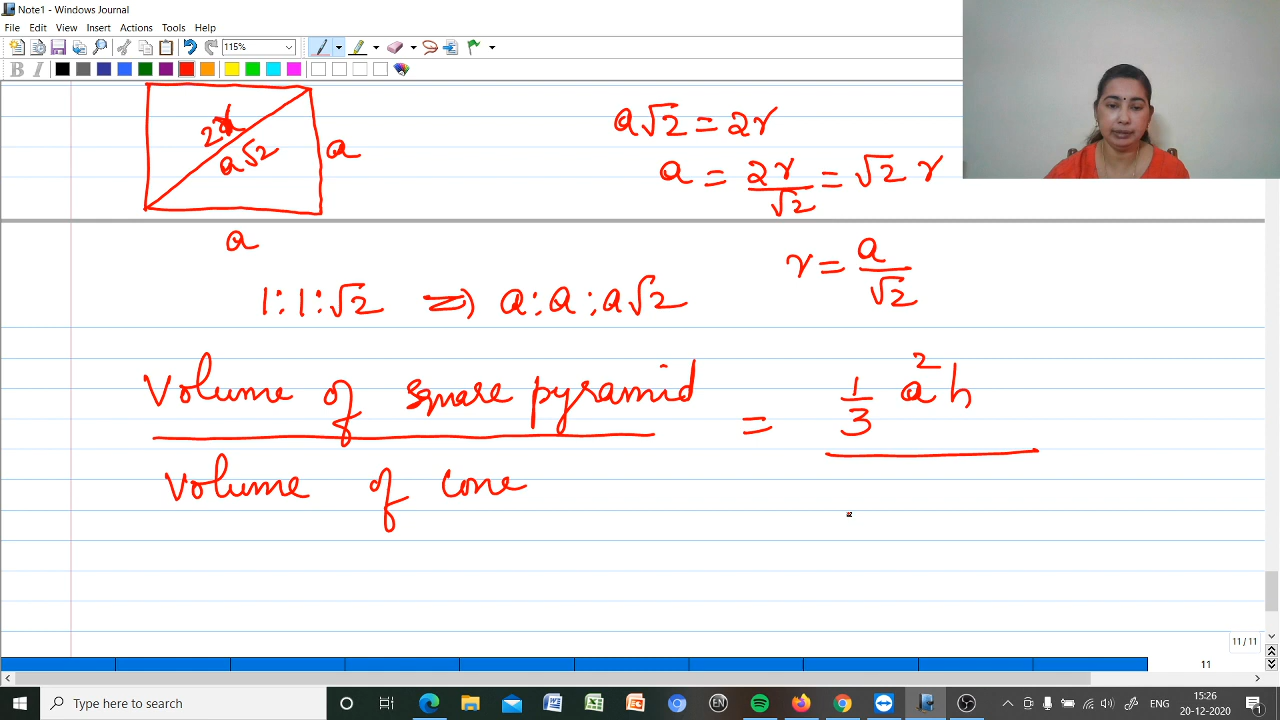 Note1 - Windows Journal
File Edit View Insert Actions Tools Help
115%
B I
2r
a√2
a
a
a√2 = 2r
a = 2r/√2 = √2 r
r = a/√2
1:1:√2 => a:a:a√2
Volume of square pyramid = 1/3 a² h
Volume of cone
11 / 11
11
Type here to search
EN
ENG
15:26
20-12-2020